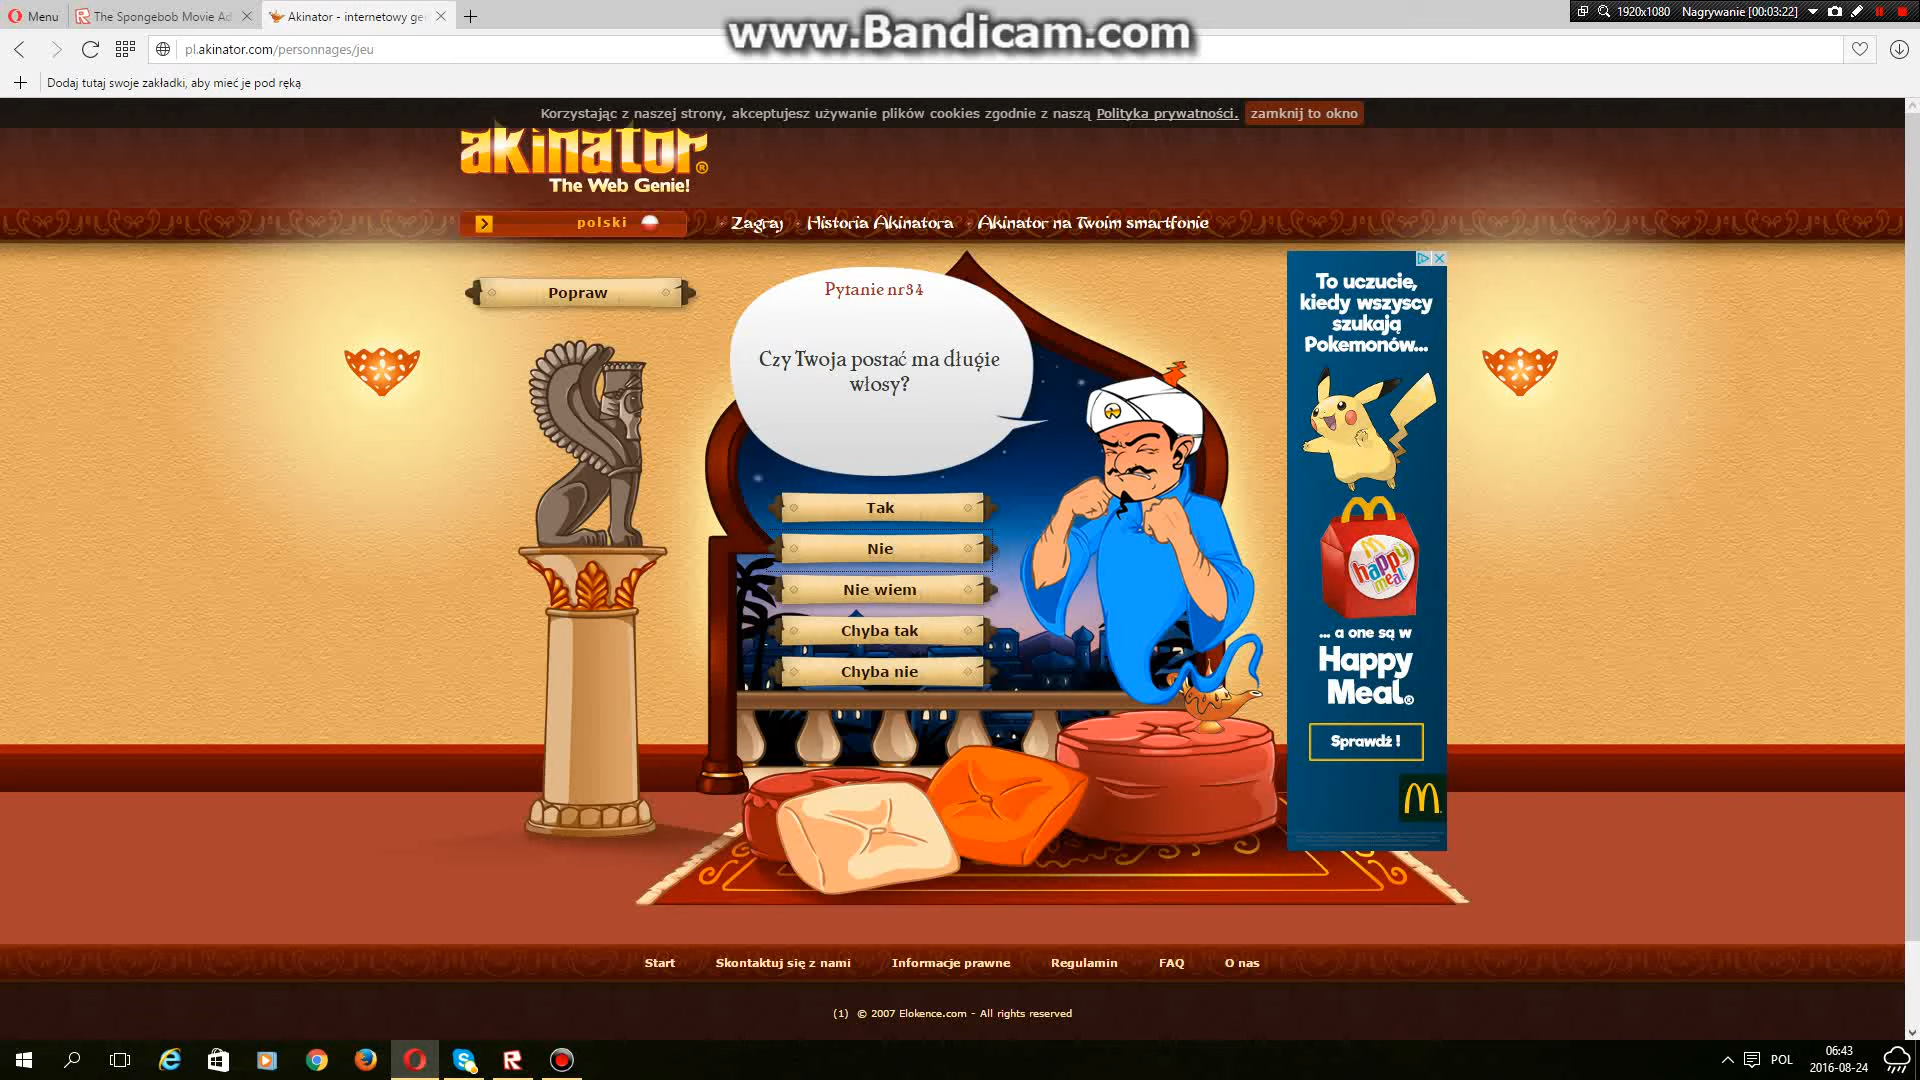 Menu
The Spongebob Movie Ad
Akinator - internetowy ge
1920x1080
Nagrywanie [00:03:22]
www.Bandicam.com
pl.akinator.com/personnages/jeu
Dodaj tutaj swoje zakładki, aby mieć je pod ręką
Korzystając z naszej strony, akceptujesz używanie plików cookies zgodnie z naszą Polityka prywatności. zamknij to okno
akinator®
The Web Genie!
polski
Zagraj
Historia Akinatora
Akinator na Twoim smartfonie
Popraw
Pytanie nr34
Czy Twoja postać ma długie
włosy?
Tak
Nie
Nie wiem
Chyba tak
Chyba nie
To uczucie,
kiedy wszyscy
szukają
Pokemonów...
happy
meal
... a one są w
Happy
Meal®
Sprawdź !
Start
Skontaktuj się z nami
Informacje prawne
Regulamin
FAQ
O nas
(1) © 2007 Elokence.com - All rights reserved
POL
06:43
2016-08-24